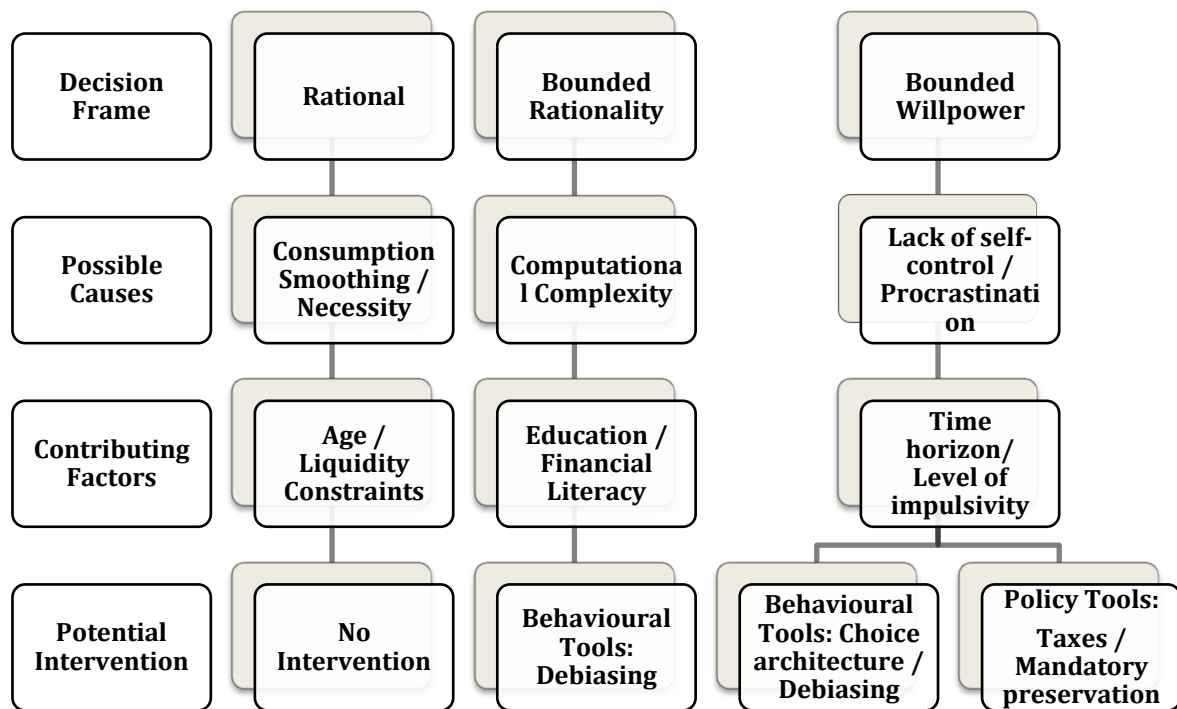 Decision
Frame
Rational
Bounded
Rationality
Bounded
Willpower
Possible
Causes
Consumption
Smoothing /
Necessity
Computationa
l Complexity
Lack of self-
control /
Procrastinati
on
Contributing
Factors
Age /
Liquidity
Constraints
Education /
Financial
Literacy
Time
horizon/
Level of
impulsivity
Potential
Intervention
No
Intervention
Behavioural
Tools:
Debiasing
Behavioural
Tools: Choice
architecture /
Debiasing
Policy Tools:
Taxes /
Mandatory
preservation